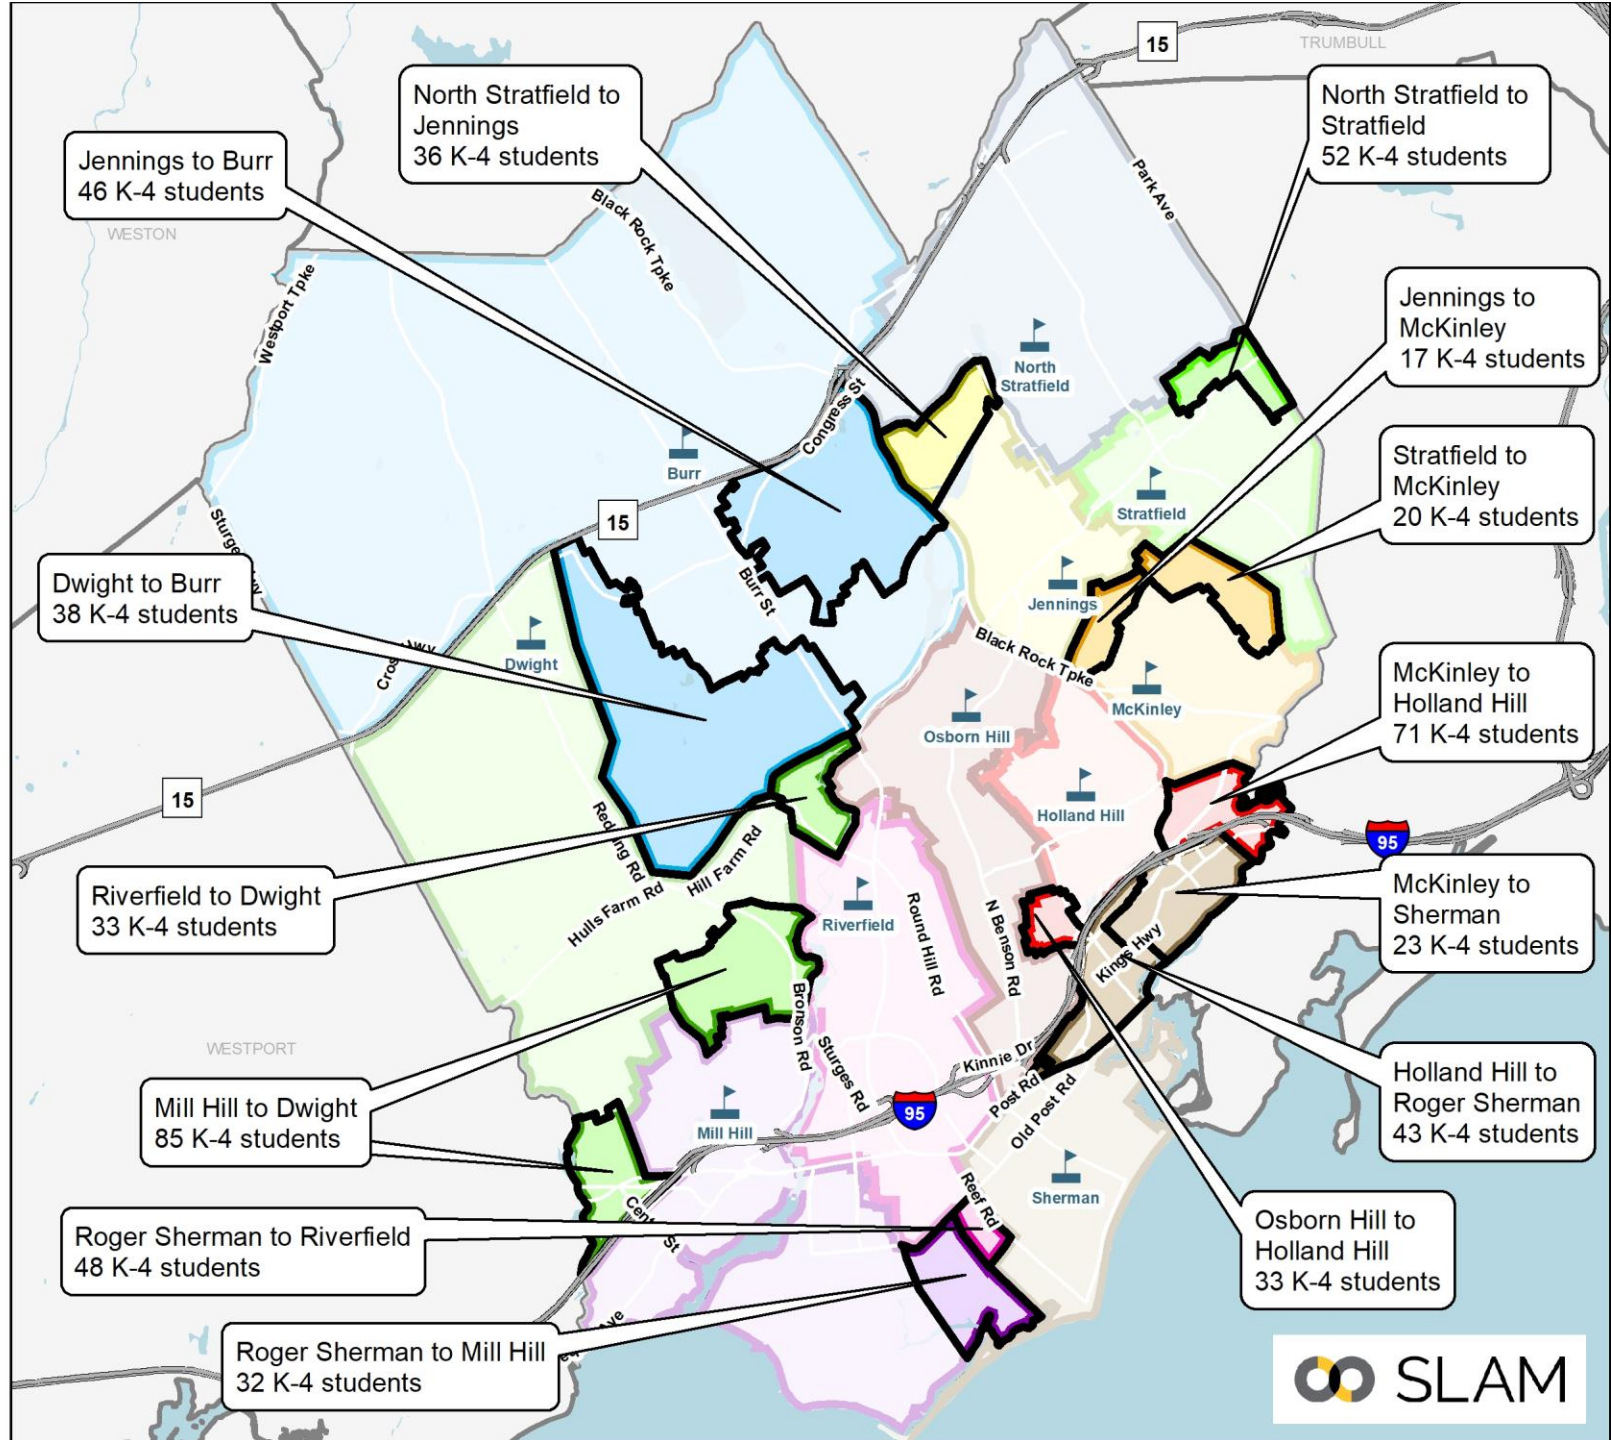 15
TRUMBULL
North Stratfield to
Jennings
36 K-4 students
North Stratfield to
Stratfield
52 K-4 students
Jennings to Burr
46 K-4 students
Black Rock Tpke
Park Ave
WESTON
Westport Tpke
Jennings to
McKinley
17 K-4 students
North
Stratfield
Congress St
Burr
Stratfield to
McKinley
20 K-4 students
Stratfield
15
Dwight to Burr
38 K-4 students
Burr St
Jennings
Dwight
Black Rock Tpke
McKinley to
Holland Hill
71 K-4 students
McKinley
Osborn Hill
15
Holland Hill
95
Redding Rd
Hill Farm Rd
Hulls Farm Rd
Riverfield to Dwight
33 K-4 students
McKinley to
Sherman
23 K-4 students
Riverfield
Round Hill Rd
N Benson Rd
Kings Hwy
Bronson Rd
WESTPORT
Sturges Rd
Kinnie Dr
Post Rd
Old Post Rd
Holland Hill to
Roger Sherman
43 K-4 students
Mill Hill to Dwight
85 K-4 students
95
Mill Hill
Sherman
Reef Rd
Osborn Hill to
Holland Hill
33 K-4 students
Roger Sherman to Riverfield
48 K-4 students
Roger Sherman to Mill Hill
32 K-4 students
Ave
SLAM